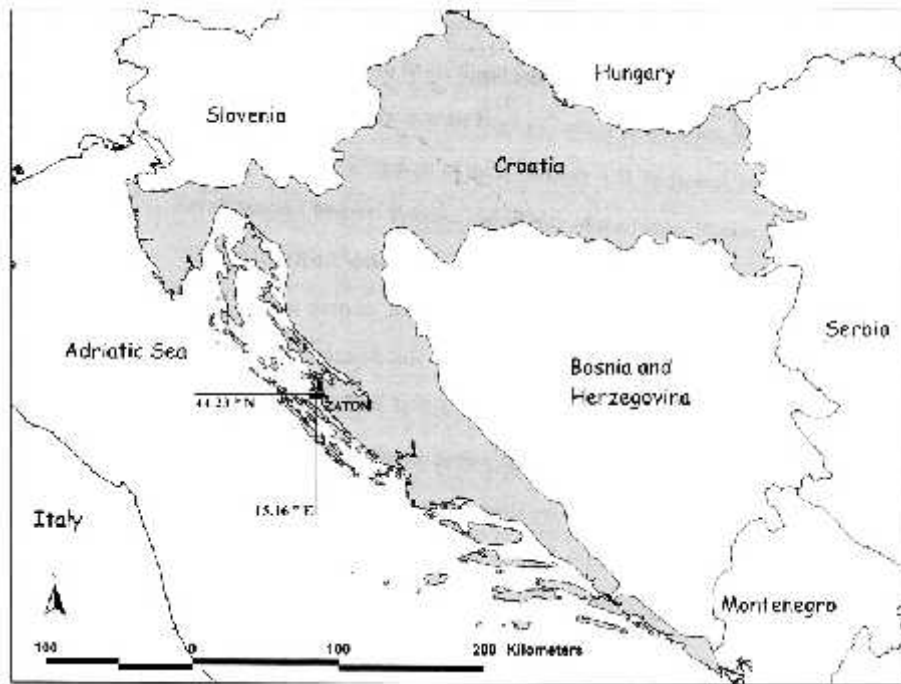 Hungary
Slovenia
Croatia
Serbia
Adriatic Sea
Bosnia and
Herzegovina
44.23 ° N
ZATON
15.16 ° E
Italy
Montenegro
100 0 100 200 Kilometers